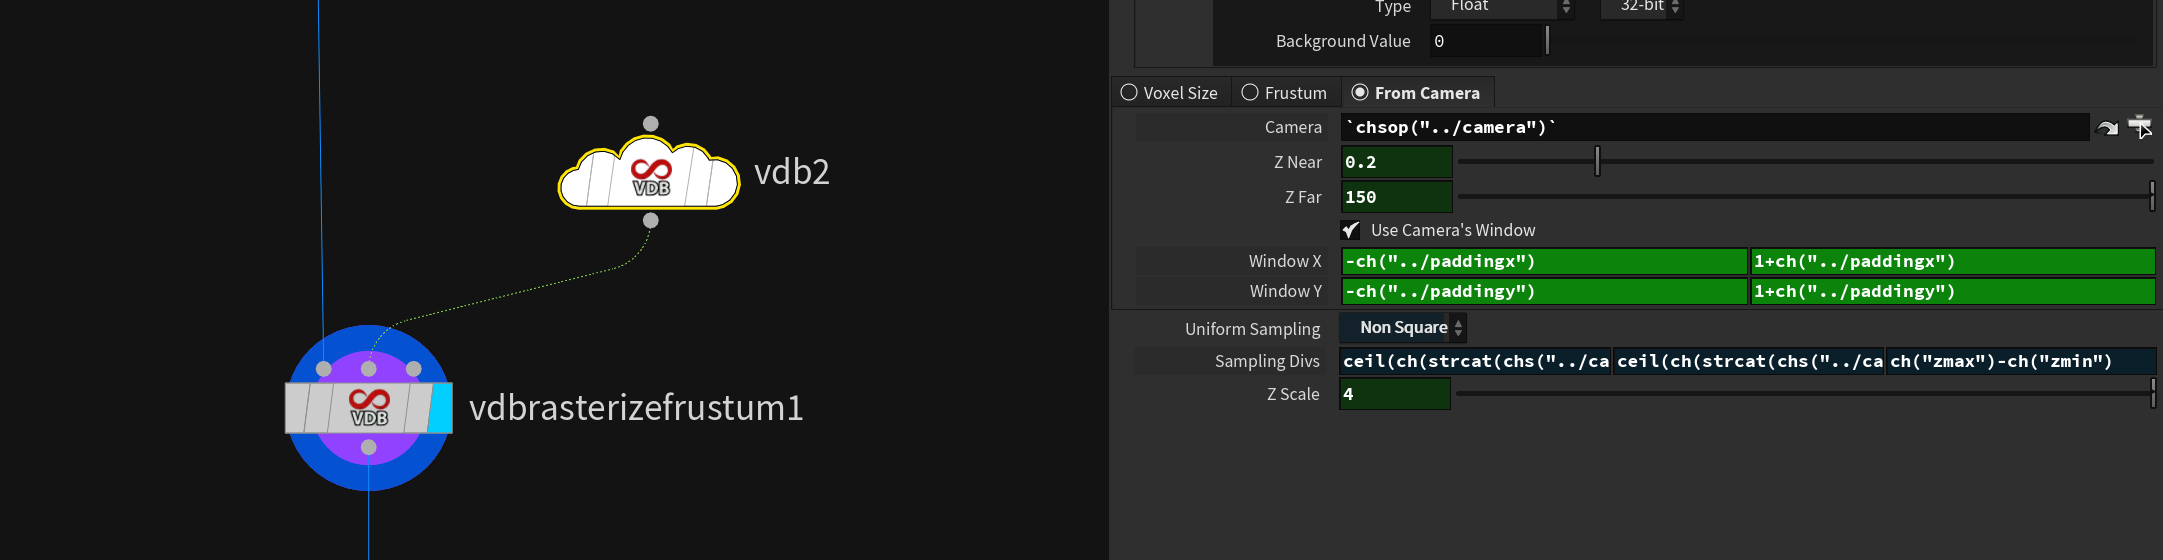 Type Float 32-bit
Background Value 0
Voxel Size Frustum From Camera
Camera `chsop("../camera")`
Z Near 0.2
Z Far 150
Use Camera's Window
Window X -ch("../paddingx") 1+ch("../paddingx")
Window Y -ch("../paddingy") 1+ch("../paddingy")
Uniform Sampling Non Square
Sampling Divs ceil(ch(strcat(chs("../ca ceil(ch(strcat(chs("../ca ch("zmax")-ch("zmin")
Z Scale 4
VDB vdb2
VDB vdbrasterizefrustum1